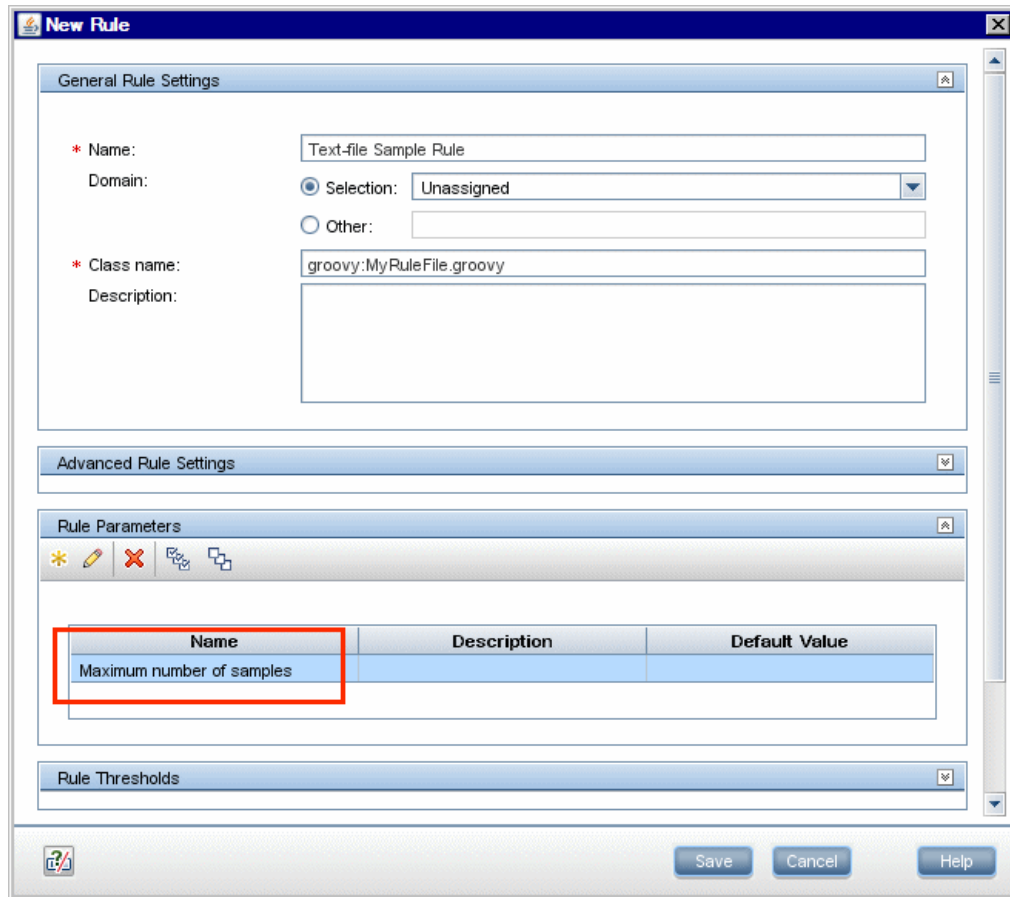 New Rule
General Rule Settings
* Name: Text-file Sample Rule
Domain: Selection: Unassigned
Other:
* Class name: groovy:MyRuleFile.groovy
Description:
Advanced Rule Settings
Rule Parameters
Name Description Default Value
Maximum number of samples
Rule Thresholds
Save Cancel Help